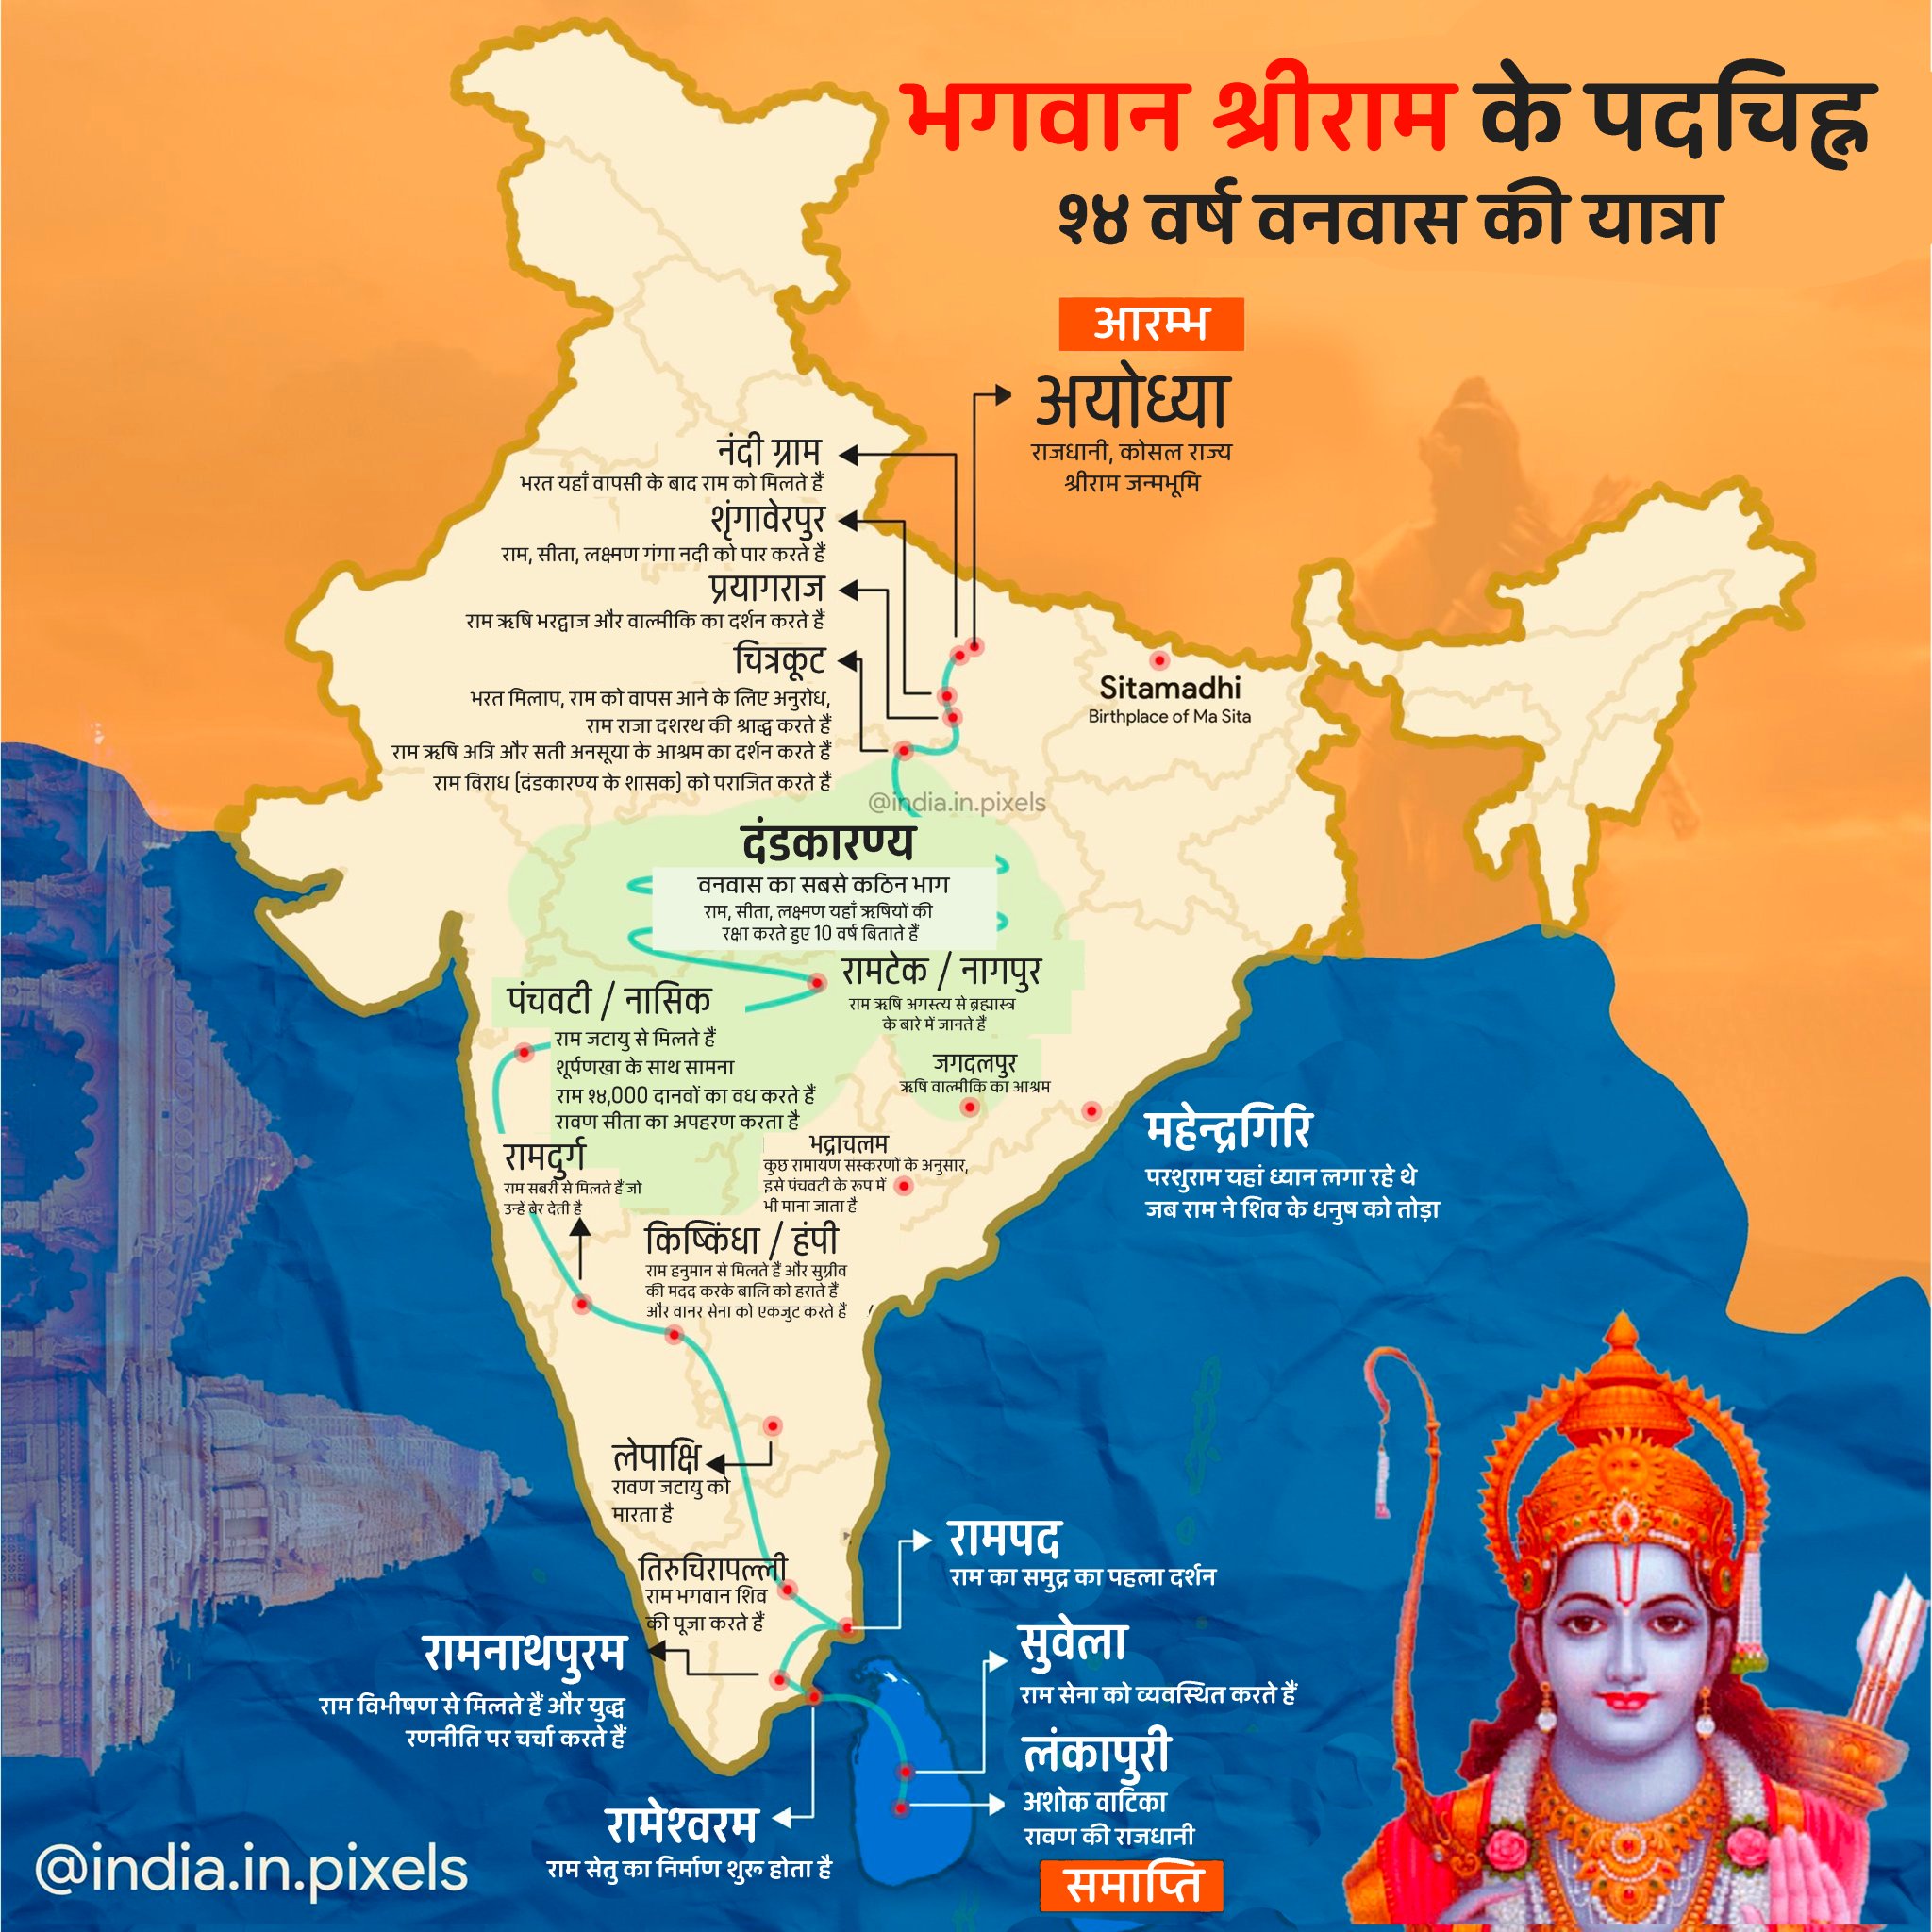 भगवान श्रीराम के पदचिह्न
१४ वर्ष वनवास की यात्रा
आरम्भ
अयोध्या
राजधानी, कोसल राज्य
श्रीराम जन्मभूमि
नंदी ग्राम
भरत यहाँ वापसी के बाद राम को मिलते हैं
शृंगावेरपुर
राम, सीता, लक्ष्मण गंगा नदी को पार करते हैं
प्रयागराज
राम ऋषि भरद्वाज और वाल्मीकि का दर्शन करते हैं
चित्रकूट
भरत मिलाप, राम को वापस आने के लिए अनुरोध,
राम राजा दशरथ की श्राद्ध करते हैं
राम ऋषि अत्रि और सती अनसूया के आश्रम का दर्शन करते हैं
राम विराध [दंडकारण्य के शासक] को पराजित करते हैं
Sitamadhi
Birthplace of Ma Sita
@india.in.pixels
दंडकारण्य
वनवास का सबसे कठिन भाग
राम, सीता, लक्ष्मण यहाँ ऋषियों की
रक्षा करते हुए 10 वर्ष बिताते हैं
रामटेक / नागपुर
राम ऋषि अगस्त्य से ब्रह्मास्त्र
के बारे में जानते हैं
पंचवटी / नासिक
राम जटायु से मिलते हैं
शूर्पणखा के साथ सामना
राम १४,000 दानवों का वध करते हैं
रावण सीता का अपहरण करता है
जगदलपुर
ऋषि वाल्मीकि का आश्रम
महेन्द्रगिरि
परशुराम यहां ध्यान लगा रहे थे
जब राम ने शिव के धनुष को तोड़ा
रामदुर्ग
राम सबरी से मिलते हैं जो
उन्हें बेर देती है
भद्राचलम
कुछ रामायण संस्करणों के अनुसार,
इसे पंचवटी के रूप में
भी माना जाता है
किष्किंधा / हंपी
राम हनुमान से मिलते हैं और सुग्रीव
की मदद करके बालि को हराते हैं
और वानर सेना को एकजुट करते हैं
लेपाक्षि
रावण जटायु को
मारता है
तिरुचिरापल्ली
राम भगवान शिव
की पूजा करते हैं
रामपद
राम का समुद्र का पहला दर्शन
रामनाथपुरम
राम विभीषण से मिलते हैं और युद्ध
रणनीति पर चर्चा करते हैं
सुवेला
राम सेना को व्यवस्थित करते हैं
लंकापुरी
अशोक वाटिका
रावण की राजधानी
समाप्ति
रामेश्वरम
राम सेतु का निर्माण शुरू होता है
@india.in.pixels